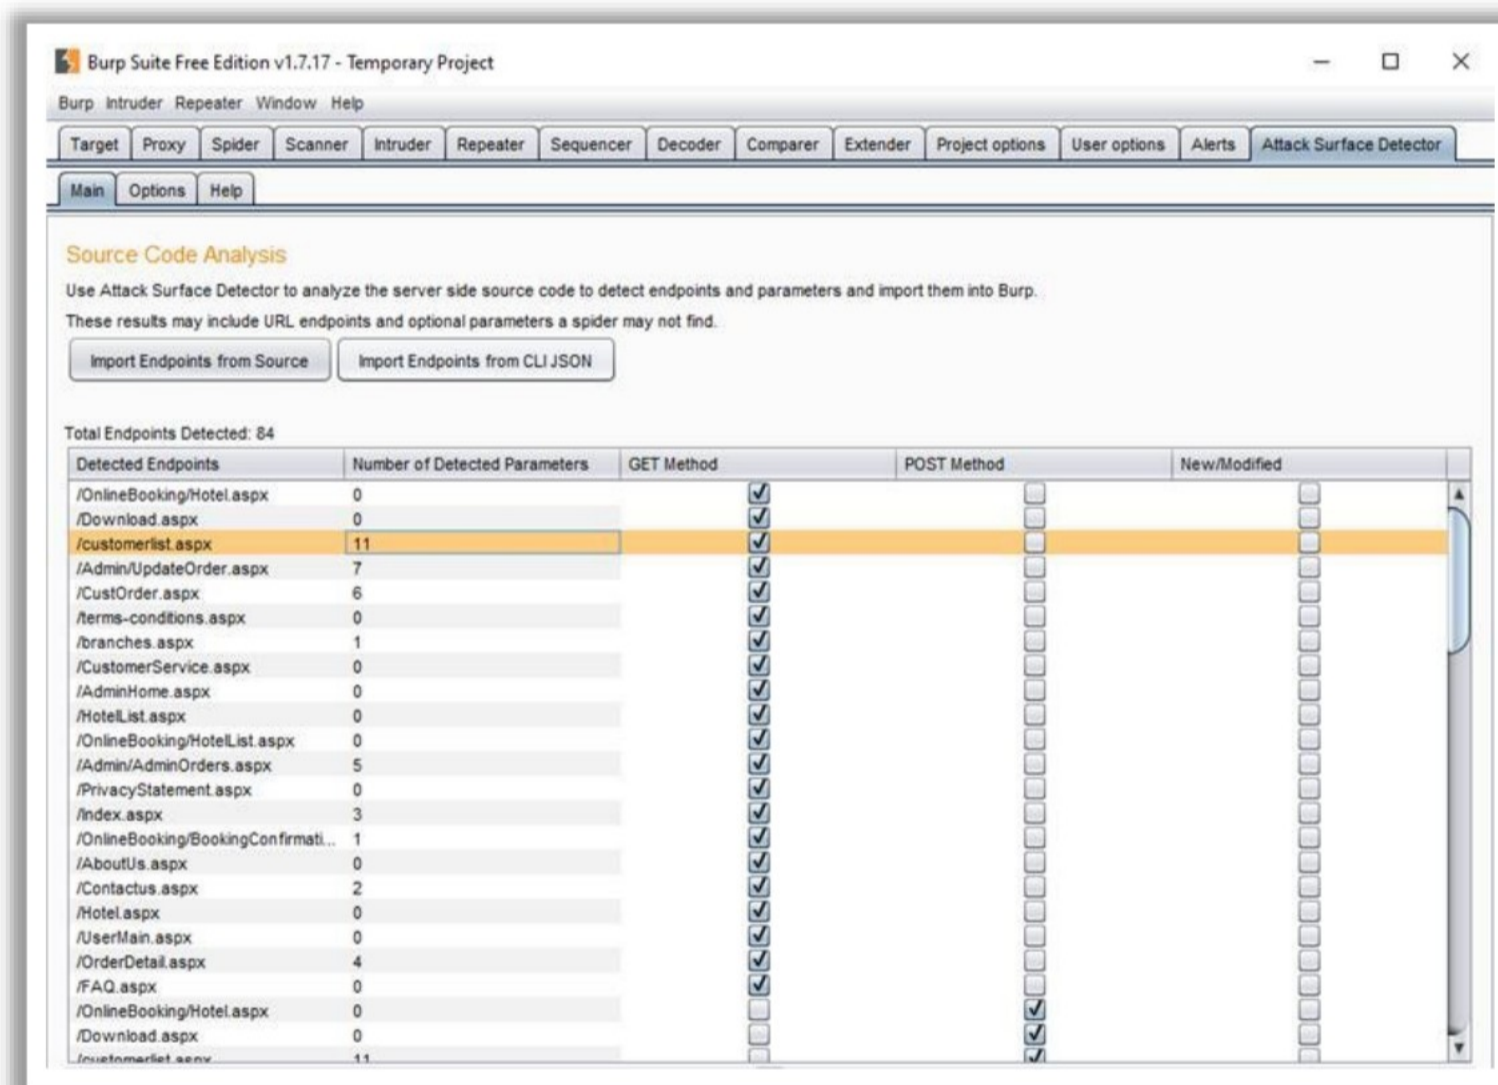 Burp Suite Free Edition v1.7.17 - Temporary Project
Burp Intruder Repeater Window Help
Target Proxy Spider Scanner Intruder Repeater Sequencer Decoder Comparer Extender Project options User options Alerts Attack Surface Detector
Main Options Help
Source Code Analysis
Use Attack Surface Detector to analyze the server side source code to detect endpoints and parameters and import them into Burp.
These results may include URL endpoints and optional parameters a spider may not find.
Import Endpoints from Source Import Endpoints from CLI JSON
Total Endpoints Detected: 84
Detected Endpoints Number of Detected Parameters GET Method POST Method New/Modified
/OnlineBooking/Hotel.aspx 0
/Download.aspx 0
/customerlist.aspx 11
/Admin/UpdateOrder.aspx 7
/CustOrder.aspx 6
/terms-conditions.aspx 0
/branches.aspx 1
/CustomerService.aspx 0
/AdminHome.aspx 0
/HotelList.aspx 0
/OnlineBooking/HotelList.aspx 0
/Admin/AdminOrders.aspx 5
/PrivacyStatement.aspx 0
/Index.aspx 3
/OnlineBooking/BookingConfirmati... 1
/AboutUs.aspx 0
/Contactus.aspx 2
/Hotel.aspx 0
/UserMain.aspx 0
/OrderDetail.aspx 4
/FAQ.aspx 0
/OnlineBooking/Hotel.aspx 0
/Download.aspx 0
/customerlist.aspx 11